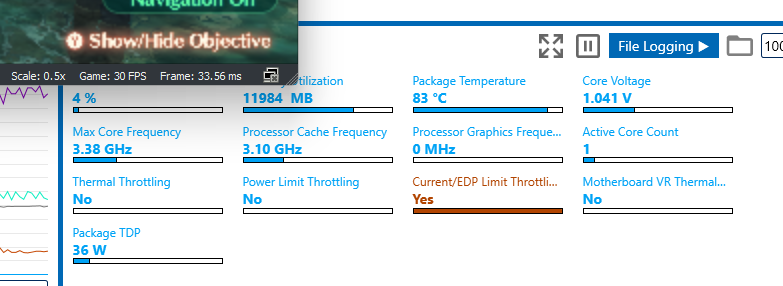 Navigation On
Y Show/Hide Objective
Scale: 0.5x Game: 30 FPS Frame: 33.56 ms
File Logging ▶
100
Utilization Package Temperature Core Voltage
4 % 11984 MB 83 °C 1.041 V
Max Core Frequency Processor Cache Frequency Processor Graphics Freque... Active Core Count
3.38 GHz 3.10 GHz 0 MHz 1
Thermal Throttling Power Limit Throttling Current/EDP Limit Throttli... Motherboard VR Thermal...
No No Yes No
Package TDP
36 W